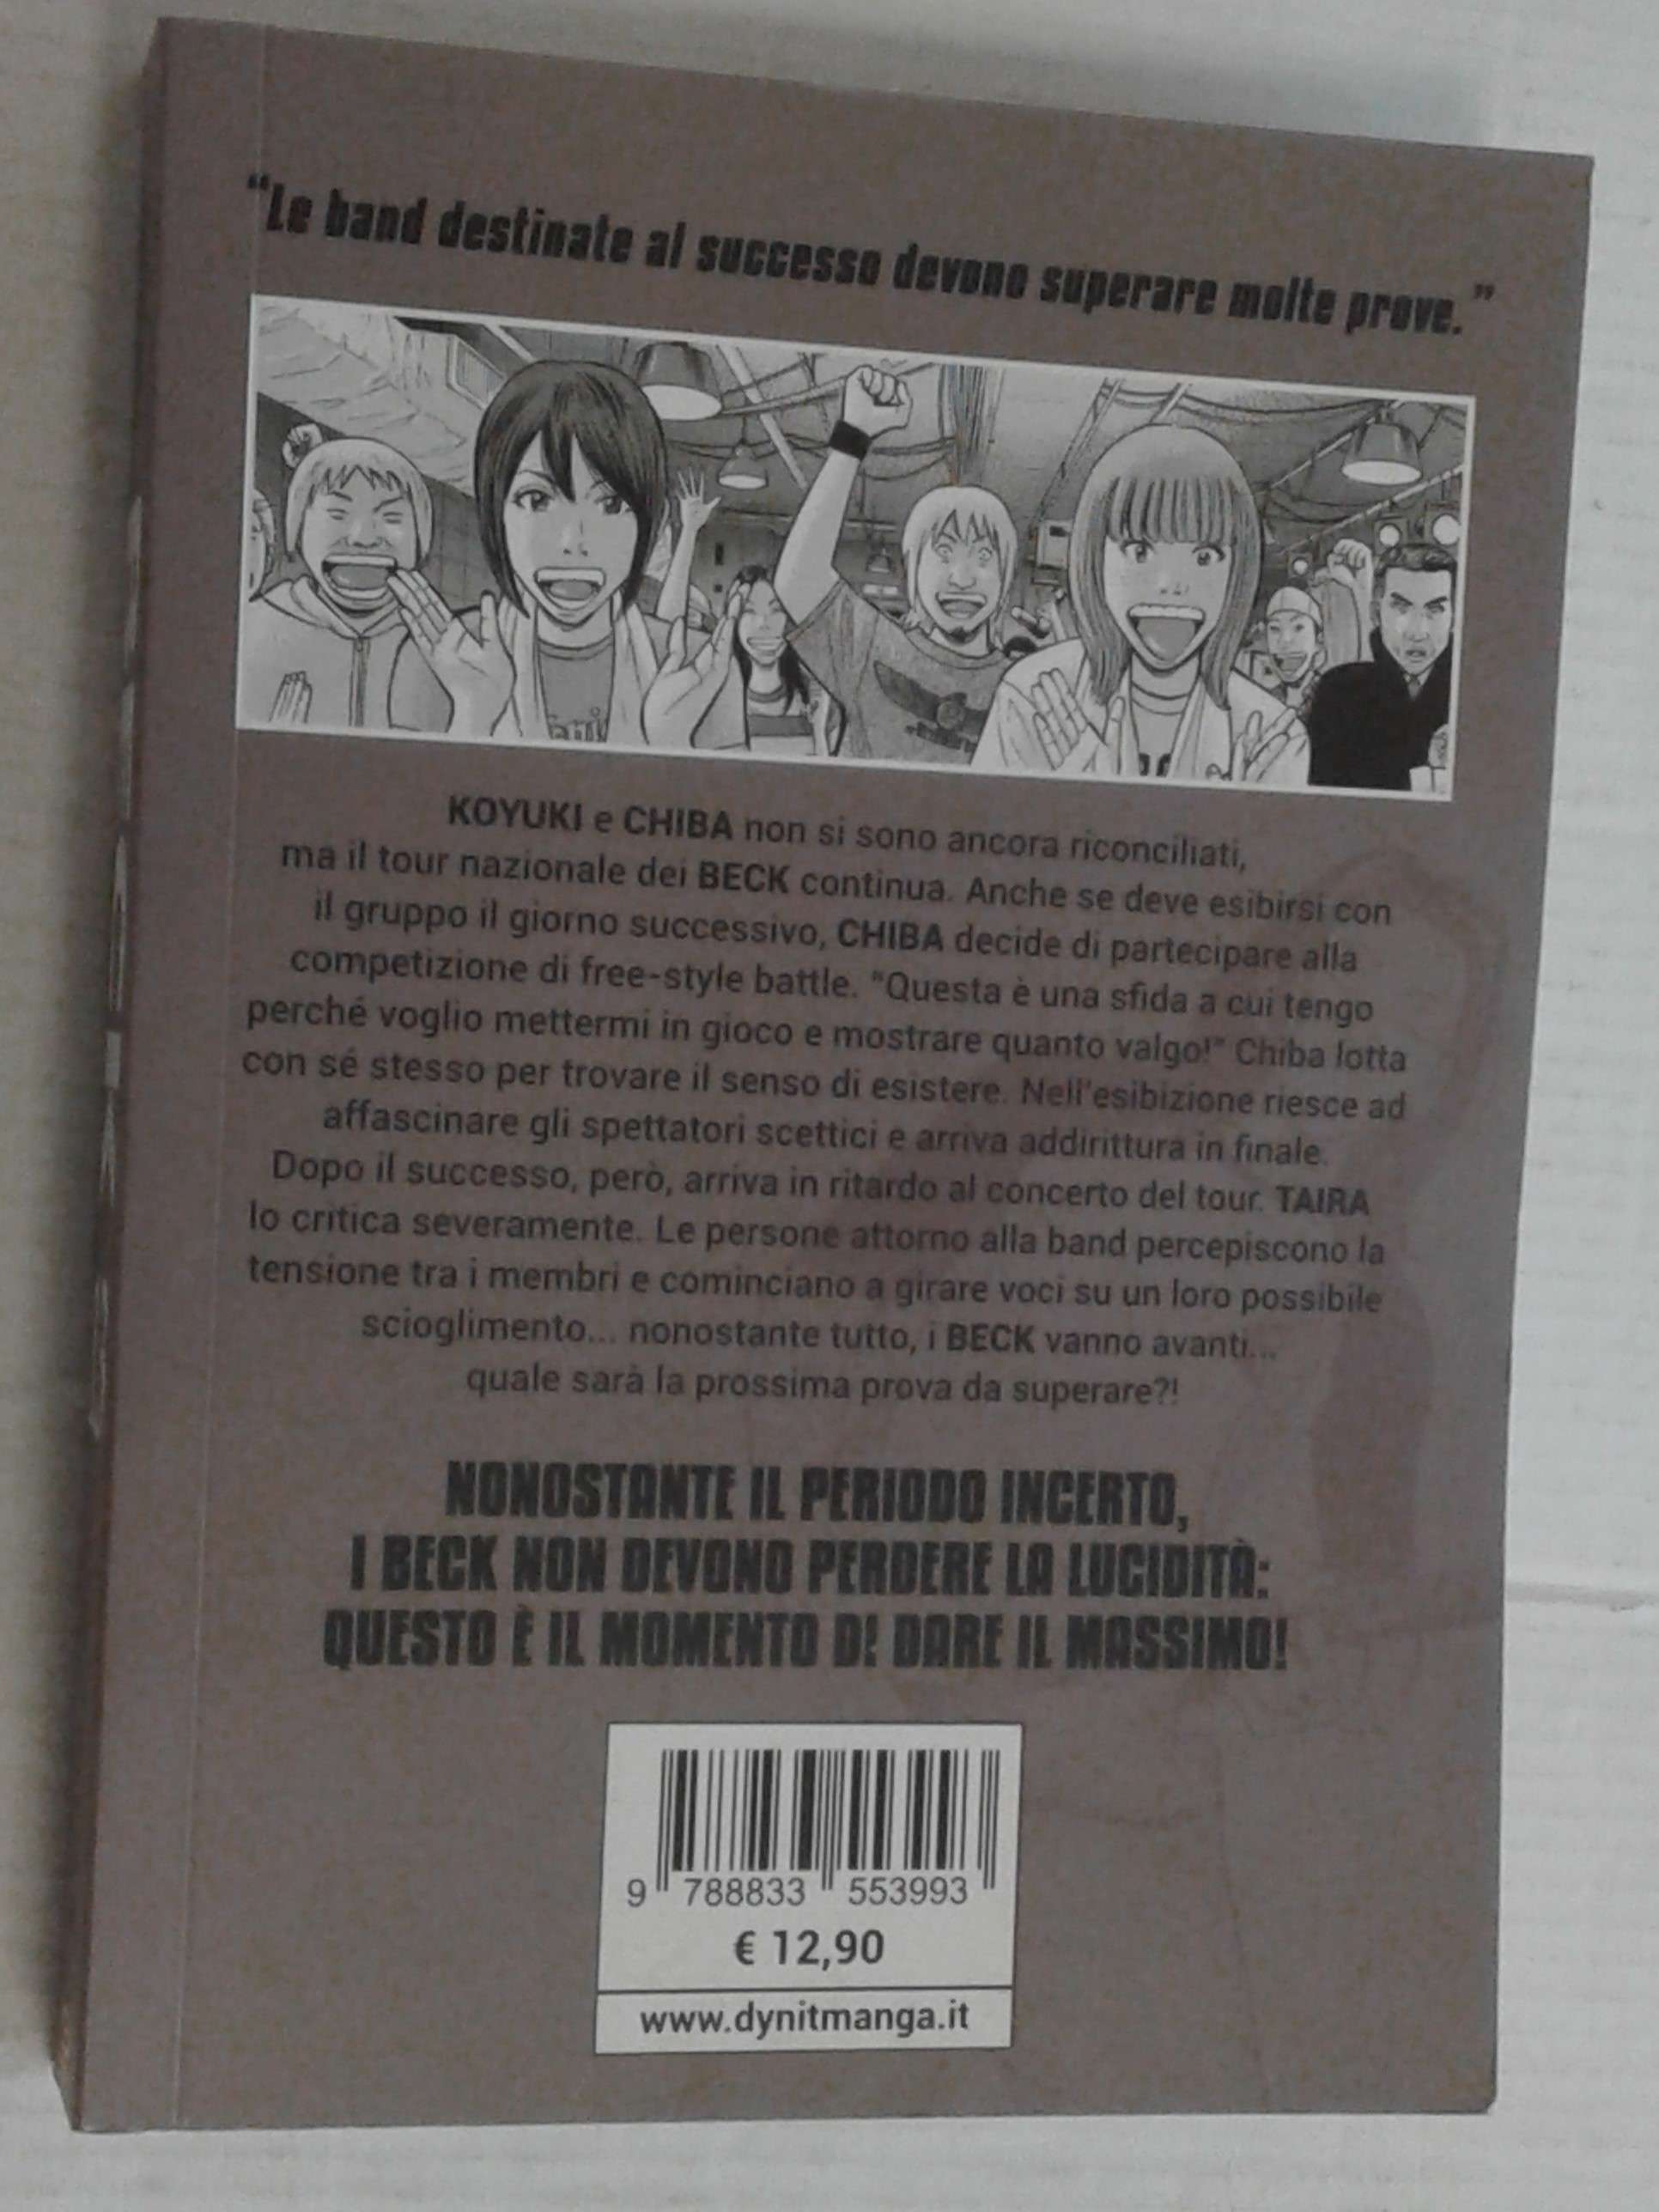 "Le band destinate al successo devono superare molte prove."
KOYUKI e CHIBA non si sono ancora riconciliati,
ma il tour nazionale dei BECK continua. Anche se deve esibirsi con
il gruppo il giorno successivo, CHIBA decide di partecipare alla
competizione di free-style battle. "Questa è una sfida a cui tengo
perché voglio mettermi in gioco e mostrare quanto valgo!" Chiba lotta
con sé stesso per trovare il senso di esistere. Nell'esibizione riesce ad
affascinare gli spettatori scettici e arriva addirittura in finale.
Dopo il successo, però, arriva in ritardo al concerto del tour. TAIRA
lo critica severamente. Le persone attorno alla band percepiscono la
tensione tra i membri e cominciano a girare voci su un loro possibile
scioglimento... nonostante tutto, i BECK vanno avanti...
quale sarà la prossima prova da superare?!
NONOSTANTE IL PERIODO INCERTO,
I BECK NON DEVONO PERDERE LA LUCIDITÀ:
QUESTO È IL MOMENTO DI DARE IL MASSIMO!
9 788833 553993
€ 12,90
www.dynitmanga.it